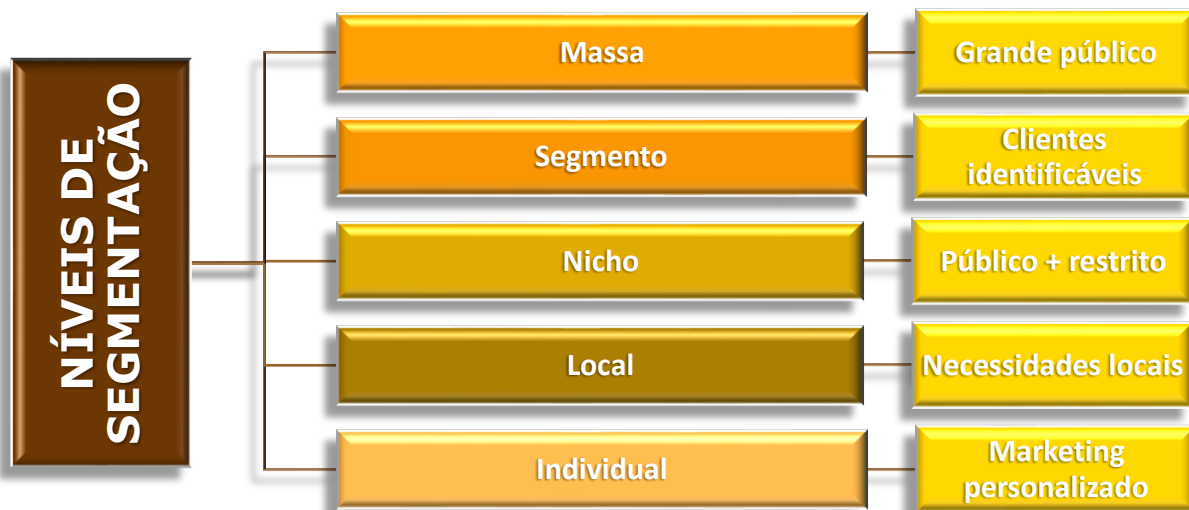 NÍVEIS DE
SEGMENTAÇÃO
Massa
Grande público
Segmento
Clientes
identificáveis
Nicho
Público + restrito
Local
Necessidades locais
Individual
Marketing
personalizado